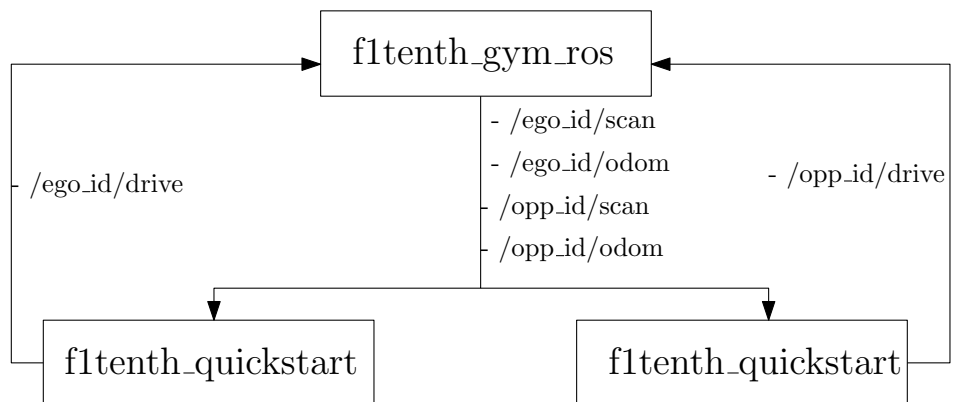 f1tenth_gym_ros
- /ego_id/scan
- /ego_id/odom
- /opp_id/scan
- /opp_id/odom
- /ego_id/drive
- /opp_id/drive
f1tenth_quickstart
f1tenth_quickstart